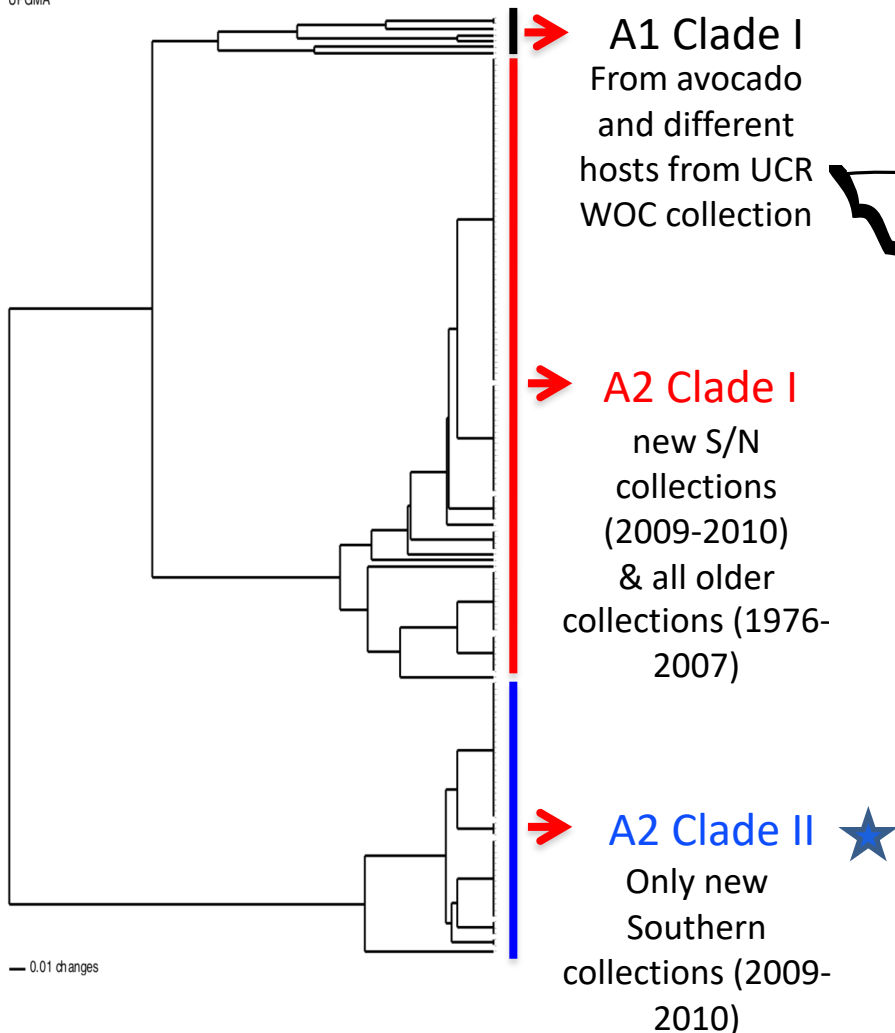 UPGMA
A1 Clade I
From avocado
and different
hosts from UCR
WOC collection
A2 Clade I
new S/N
collections
(2009-2010)
& all older
collections (1976-
2007)
A2 Clade II
Only new
Southern
collections (2009-
2010)
0.01 changes